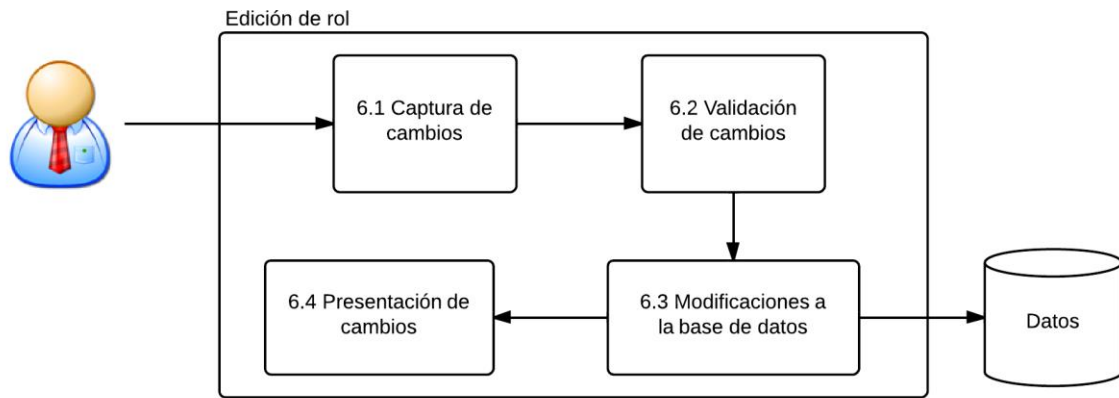 Edición de rol
6.1 Captura de
cambios
6.2 Validación
de cambios
6.4 Presentación de
cambios
6.3 Modificaciones a
la base de datos
Datos